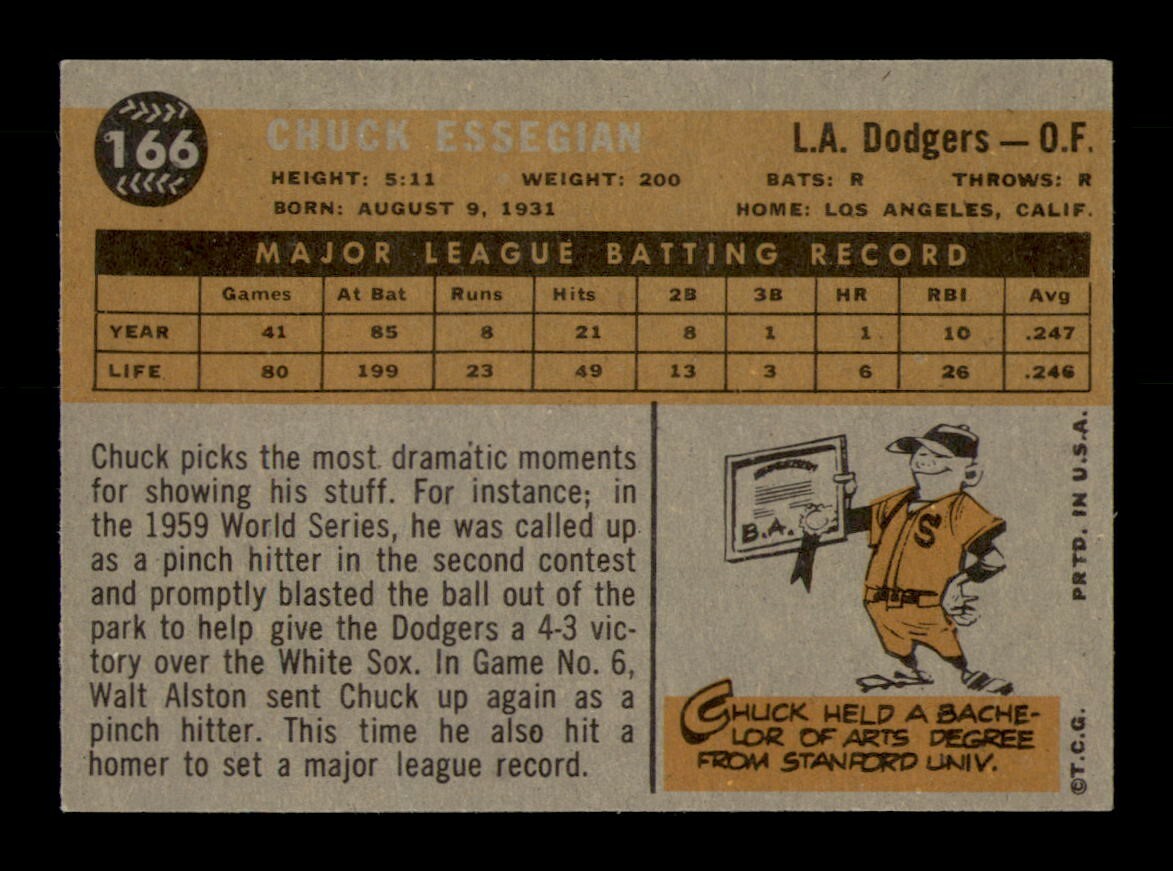 166
CHUCK ESSEGIAN
L.A. Dodgers — O.F.
HEIGHT: 5:11 WEIGHT: 200 BATS: R THROWS: R
BORN: AUGUST 9, 1931 HOME: LOS ANGELES, CALIF.
MAJOR LEAGUE BATTING RECORD
Games At Bat Runs Hits 2B 3B HR RBI Avg
YEAR 41 85 8 21 8 1 1 10 .247
LIFE 80 199 23 49 13 3 6 26 .246
Chuck picks the most dramatic moments
for showing his stuff. For instance; in
the 1959 World Series, he was called up
as a pinch hitter in the second contest
and promptly blasted the ball out of the
park to help give the Dodgers a 4-3 vic-
tory over the White Sox. In Game No. 6,
Walt Alston sent Chuck up again as a
pinch hitter. This time he also hit a
homer to set a major league record.
B.A.
S
CHUCK HELD A BACHE-
LOR OF ARTS DEGREE
FROM STANFORD UNIV.
©T.C.G. PRTD. IN U.S.A.